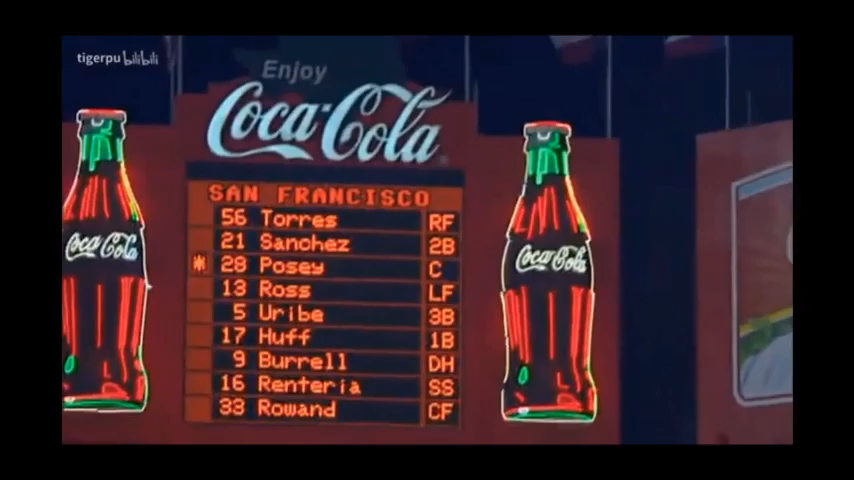 tigerpu bilibili
Enjoy
Coca-Cola
SAN FRANCISCO
56 Torres RF
21 Sanchez 2B
* 28 Posey C
13 Ross LF
5 Uribe 3B
17 Huff 1B
9 Burrell DH
16 Renteria SS
33 Rowand CF
Coca-Cola
Coca-Cola